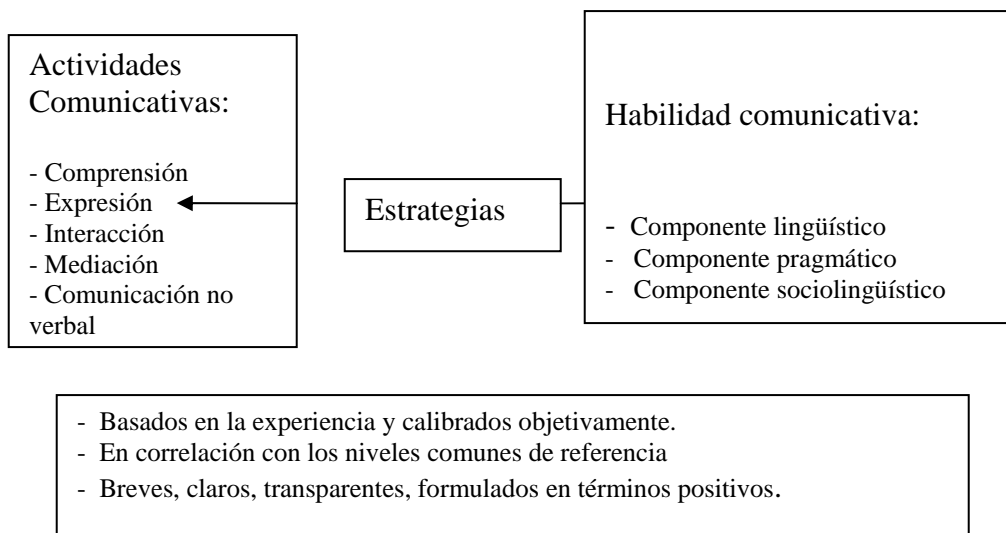 Actividades
Comunicativas:
- Comprensión
- Expresión
- Interacción
- Mediación
- Comunicación no
verbal
Estrategias
Habilidad comunicativa:
- Componente lingüístico
- Componente pragmático
- Componente sociolingüístico
- Basados en la experiencia y calibrados objetivamente.
- En correlación con los niveles comunes de referencia
- Breves, claros, transparentes, formulados en términos positivos.